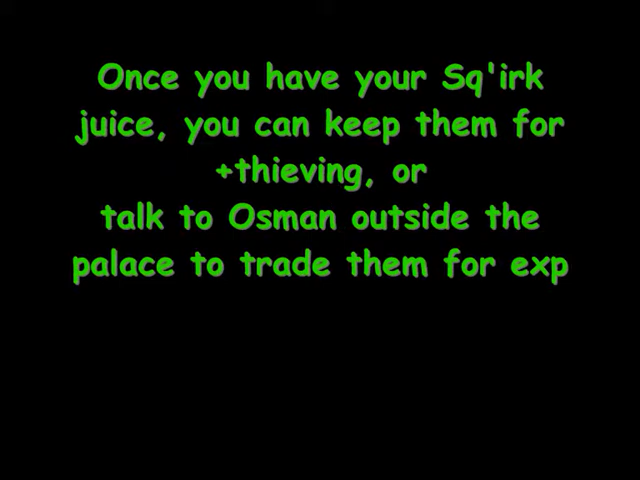 Once you have your Sq'irk
juice, you can keep them for
+thieving, or
talk to Osman outside the
palace to trade them for exp